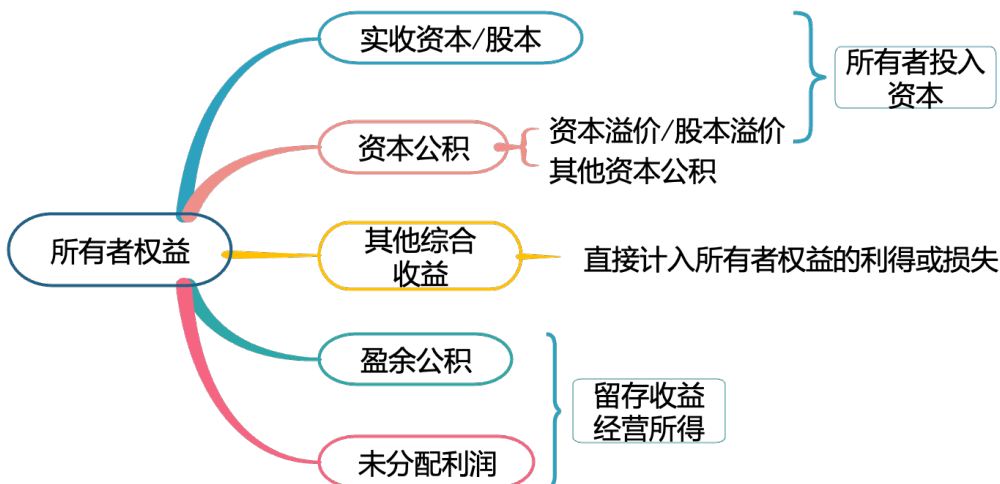 实收资本/股本
所有者投入
资本
资本公积
资本溢价/股本溢价
其他资本公积
所有者权益
其他综合
收益
直接计入所有者权益的利得或损失
盈余公积
留存收益
经营所得
未分配利润